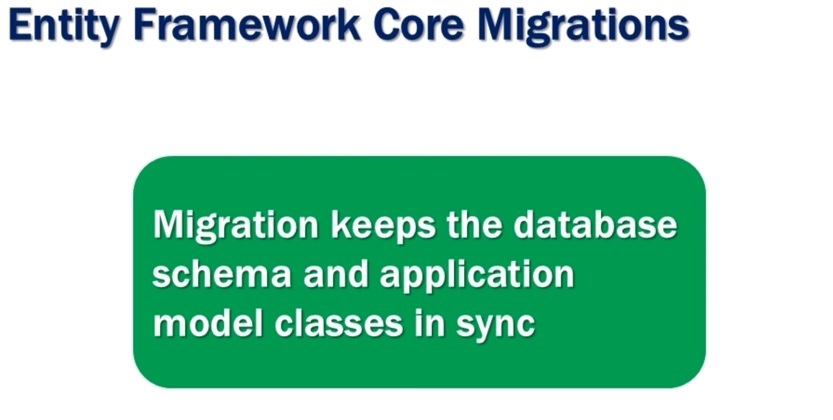 Entity Framework Core Migrations
Migration keeps the database
schema and application
model classes in sync